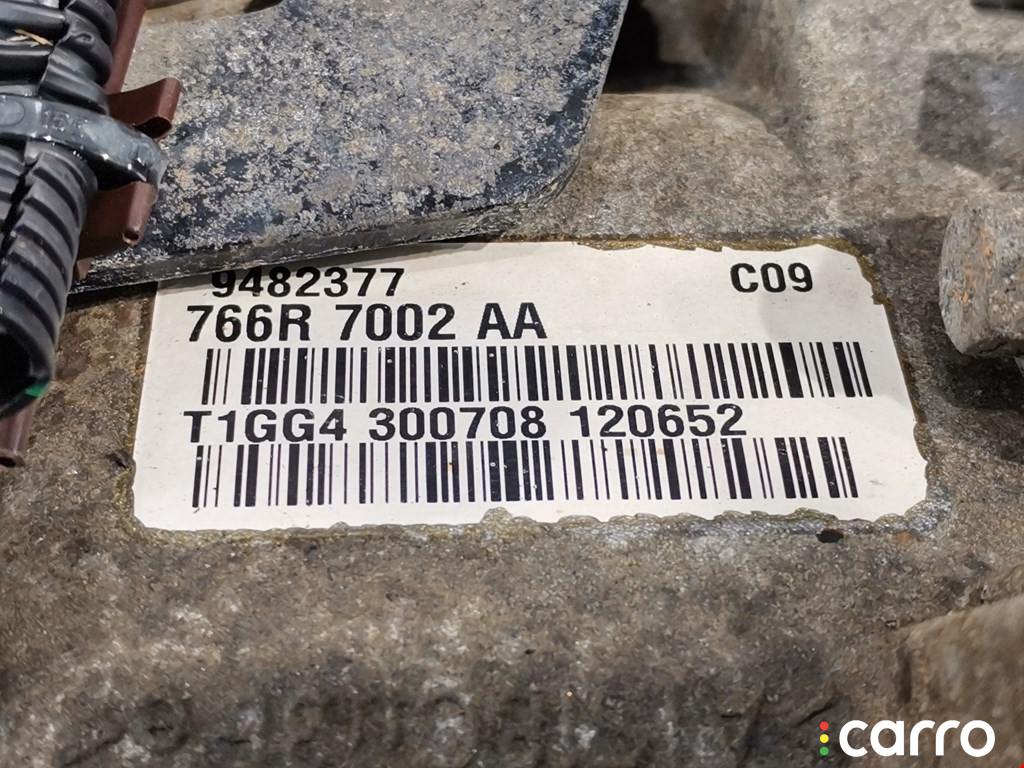 9482377 C09
766R 7002 AA
T1GG4 300708 120652
carro